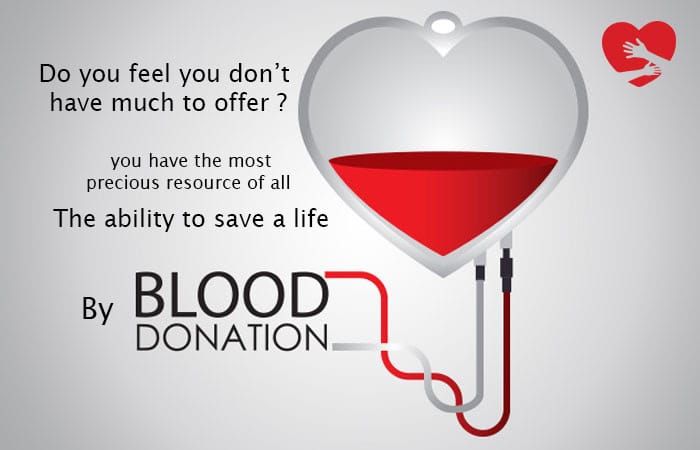 Do you feel you don’t
have much to offer ?
you have the most
precious resource of all
The ability to save a life
By BLOOD
DONATION